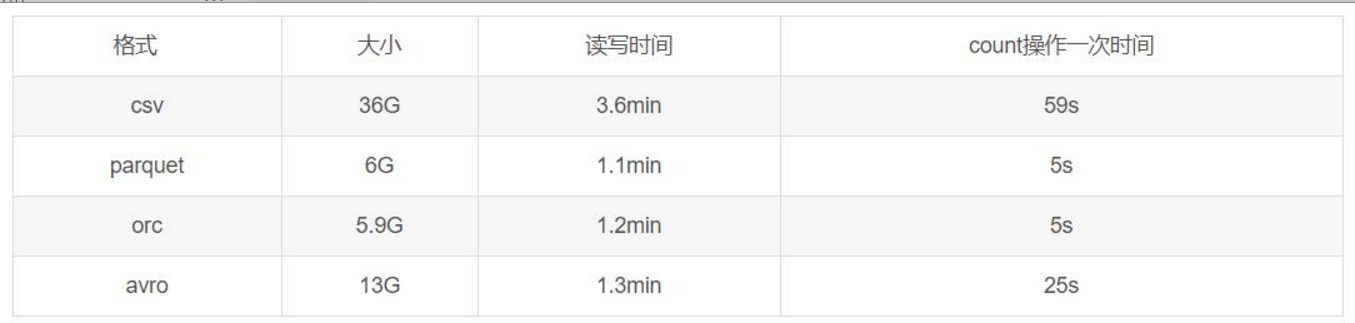 格式 大小 读写时间 count操作一次时间
csv 36G 3.6min 59s
parquet 6G 1.1min 5s
orc 5.9G 1.2min 5s
avro 13G 1.3min 25s